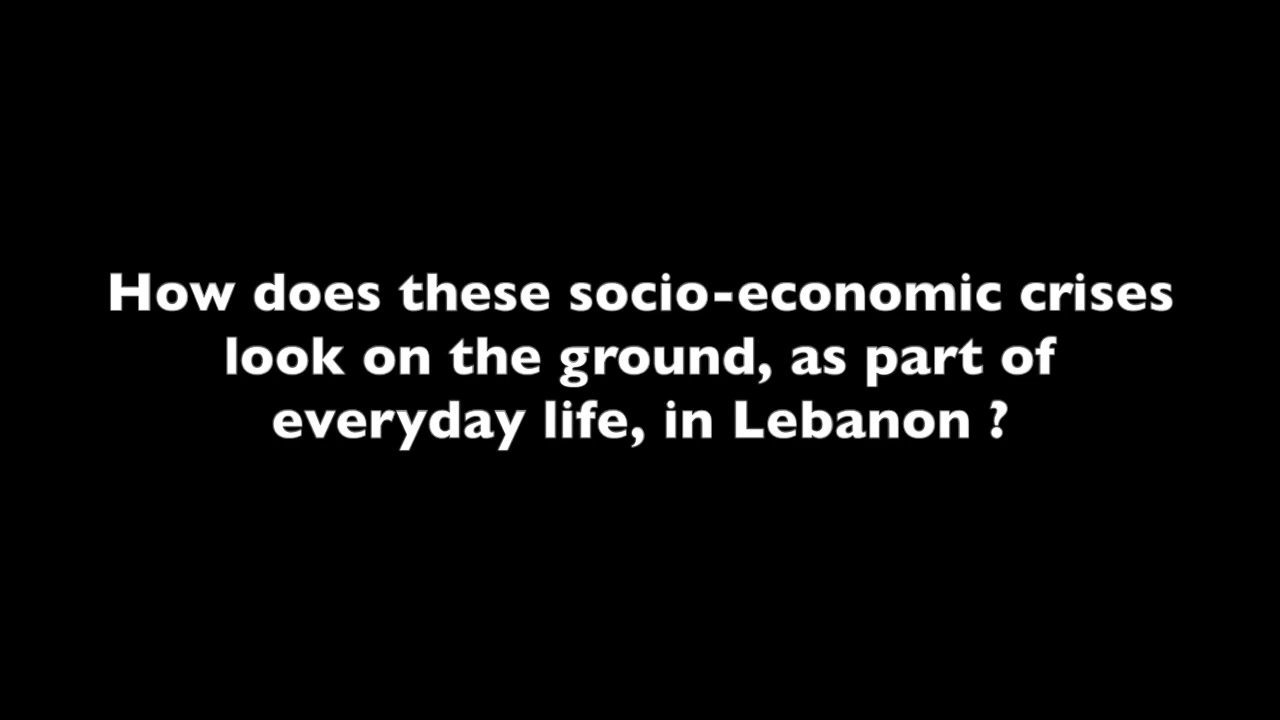 How does these socio-economic crises
look on the ground, as part of
everyday life, in Lebanon ?